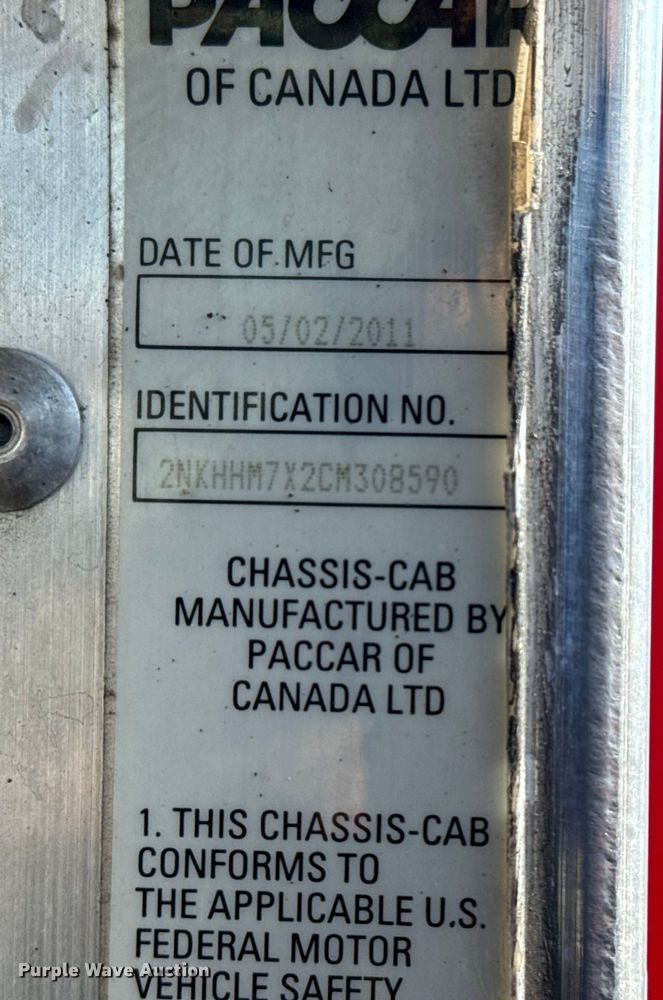 PACCAR
OF CANADA LTD
DATE OF MFG
05/02/2011
IDENTIFICATION NO.
2NKHHM7X2CM308590
CHASSIS-CAB
MANUFACTURED BY
PACCAR OF
CANADA LTD
1. THIS CHASSIS-CAB
CONFORMS TO
THE APPLICABLE U.S.
FEDERAL MOTOR
VEHICLE SAFETY
Purple Wave Auction